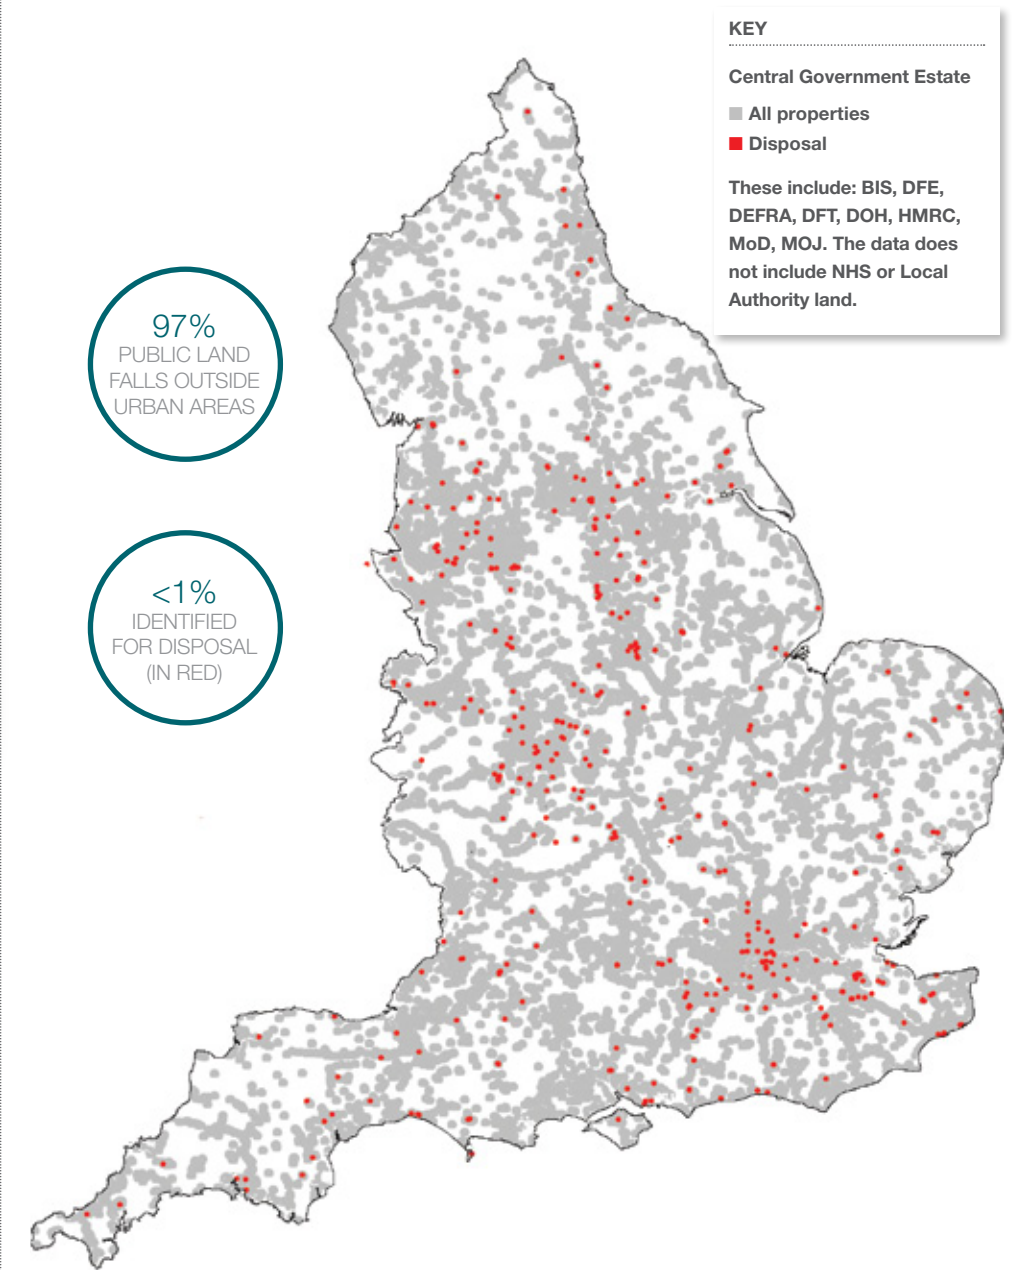 KEY
Central Government Estate
All properties
Disposal
These include: BIS, DFE,
DEFRA, DFT, DOH, HMRC,
MoD, MOJ. The data does
not include NHS or Local
Authority land.
97%
PUBLIC LAND
FALLS OUTSIDE
URBAN AREAS
<1%
IDENTIFIED
FOR DISPOSAL
(IN RED)